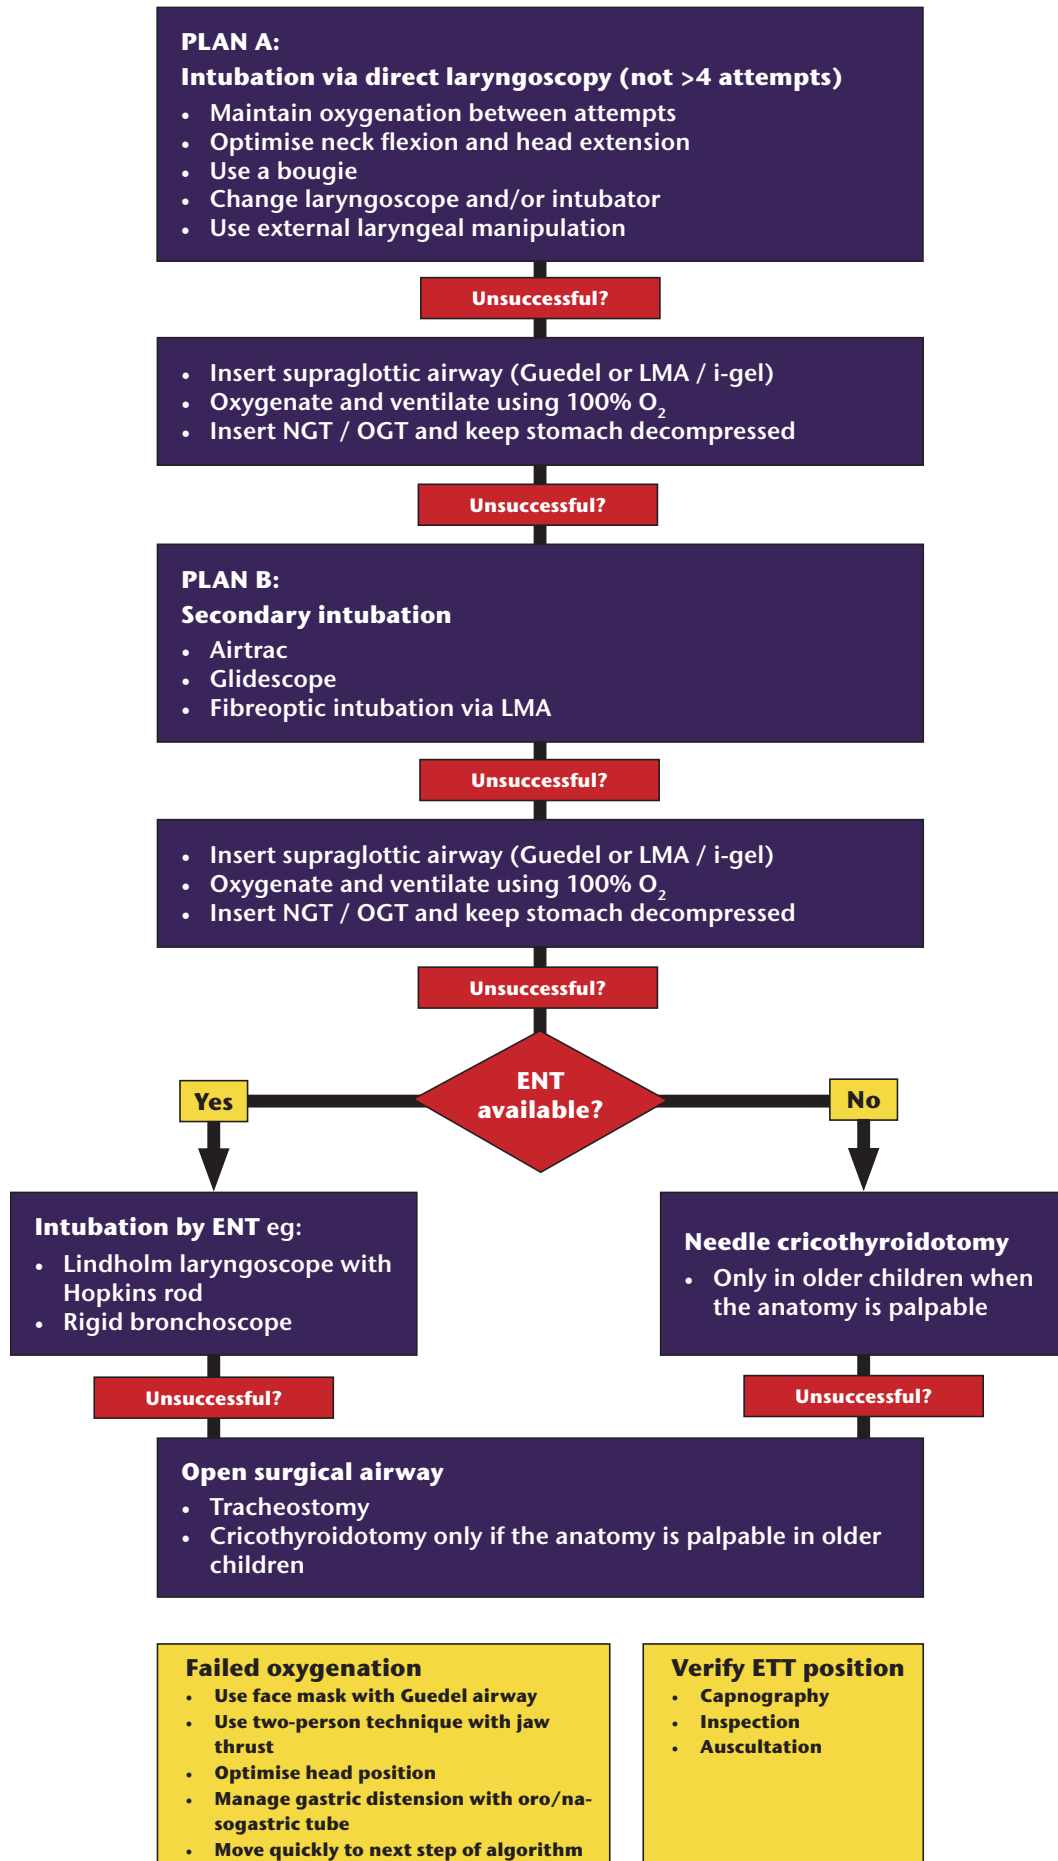 PLAN A:
Intubation via direct laryngoscopy (not >4 attempts)
• Maintain oxygenation between attempts
• Optimise neck flexion and head extension
• Use a bougie
• Change laryngoscope and/or intubator
• Use external laryngeal manipulation
Unsuccessful?
• Insert supraglottic airway (Guedel or LMA / i-gel)
• Oxygenate and ventilate using 100% O₂
• Insert NGT / OGT and keep stomach decompressed
Unsuccessful?
PLAN B:
Secondary intubation
• Airtrac
• Glidescope
• Fibreoptic intubation via LMA
Unsuccessful?
• Insert supraglottic airway (Guedel or LMA / i-gel)
• Oxygenate and ventilate using 100% O₂
• Insert NGT / OGT and keep stomach decompressed
Unsuccessful?
ENT
available?
Yes
No
Intubation by ENT eg:
• Lindholm laryngoscope with
Hopkins rod
• Rigid bronchoscope
Unsuccessful?
Needle cricothyroidotomy
• Only in older children when
the anatomy is palpable
Unsuccessful?
Open surgical airway
• Tracheostomy
• Cricothyroidotomy only if the anatomy is palpable in older
children
Failed oxygenation
• Use face mask with Guedel airway
• Use two-person technique with jaw
thrust
• Optimise head position
• Manage gastric distension with oro/na-
sogastric tube
• Move quickly to next step of algorithm
Verify ETT position
• Capnography
• Inspection
• Auscultation